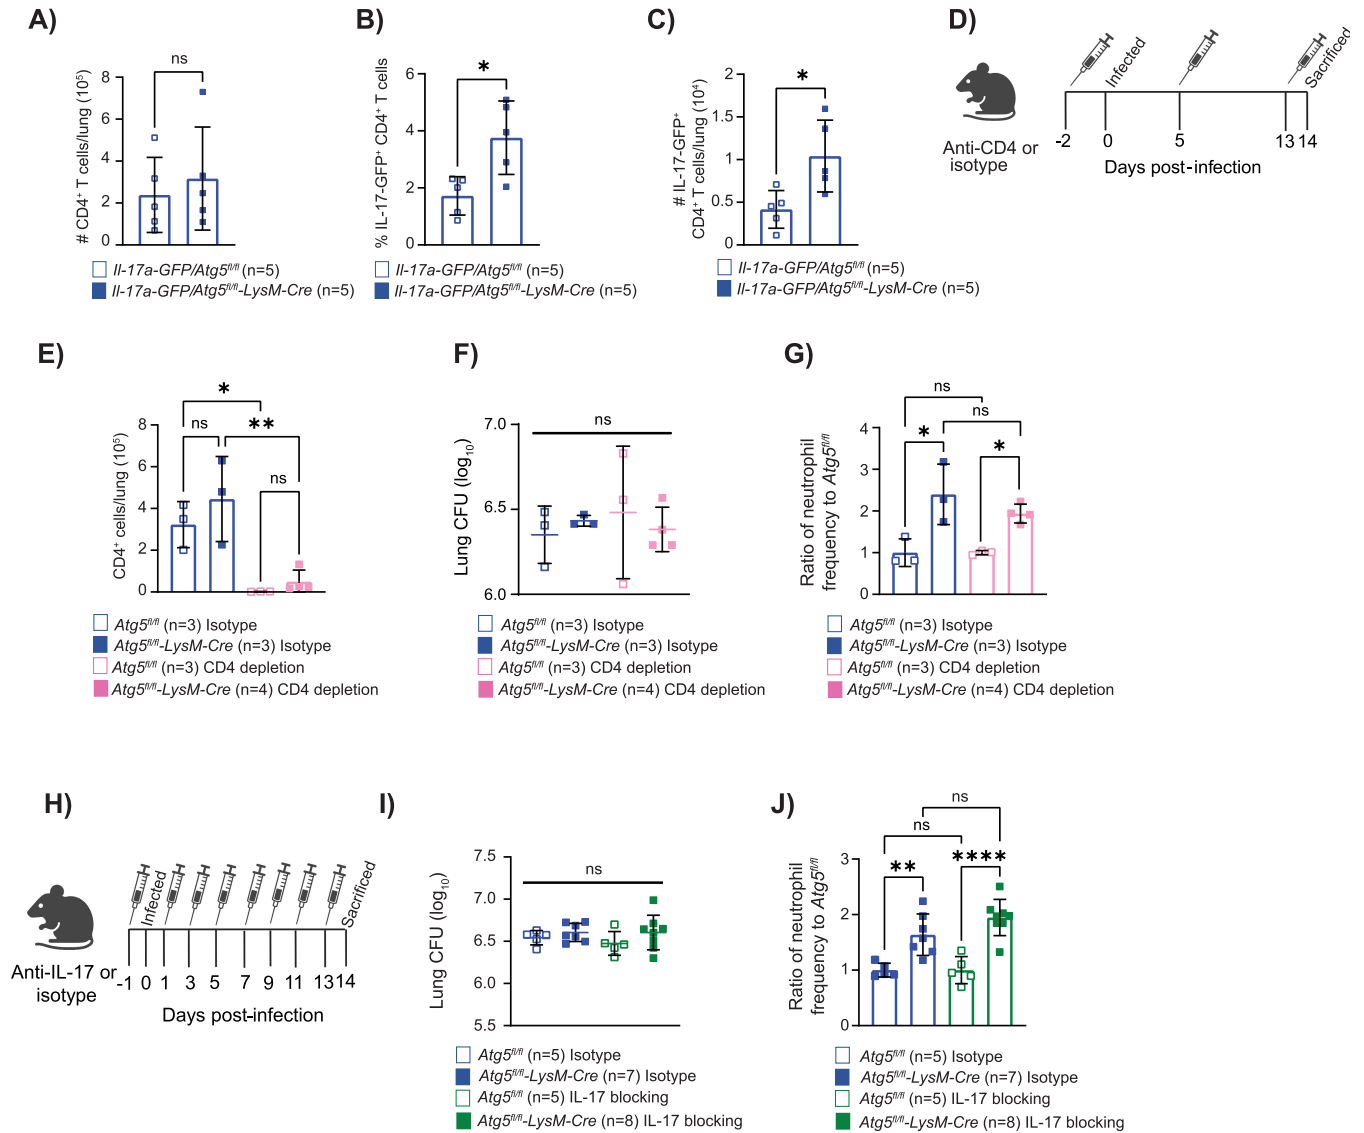 A)
ns
# CD4⁺ T cells/lung (10⁵)
8
6
4
2
0
Il-17a-GFP/Atg5fl/fl (n=5)
Il-17a-GFP/Atg5fl/fl-LysM-Cre (n=5)
B)
*
% IL-17-GFP⁺ CD4⁺ T cells
6
4
2
0
Il-17a-GFP/Atg5fl/fl (n=5)
Il-17a-GFP/Atg5fl/fl-LysM-Cre (n=5)
C)
*
# IL-17-GFP⁺
CD4⁺ T cells/lung (10⁴)
2
1.5
1
0.5
0
Il-17a-GFP/Atg5fl/fl (n=5)
Il-17a-GFP/Atg5fl/fl-LysM-Cre (n=5)
D)
Infected
Sacrificed
Anti-CD4 or
isotype
-2 0 5 13 14
Days post-infection
E)
*
ns
**
ns
CD4⁺ cells/lung (10⁵)
8
6
4
2
0
Atg5fl/fl (n=3) Isotype
Atg5fl/fl-LysM-Cre (n=3) Isotype
Atg5fl/fl (n=3) CD4 depletion
Atg5fl/fl-LysM-Cre (n=4) CD4 depletion
F)
ns
Lung CFU (log₁₀)
7.0
6.5
6.0
Atg5fl/fl (n=3) Isotype
Atg5fl/fl-LysM-Cre (n=3) Isotype
Atg5fl/fl (n=3) CD4 depletion
Atg5fl/fl-LysM-Cre (n=4) CD4 depletion
G)
ns
ns
*
*
Ratio of neutrophil
frequency to Atg5fl/fl
4
3
2
1
0
Atg5fl/fl (n=3) Isotype
Atg5fl/fl-LysM-Cre (n=3) Isotype
Atg5fl/fl (n=3) CD4 depletion
Atg5fl/fl-LysM-Cre (n=4) CD4 depletion
H)
Infected
Sacrificed
Anti-IL-17 or
isotype
-1 0 1 3 5 7 9 11 13 14
Days post-infection
I)
ns
Lung CFU (log₁₀)
7.5
7.0
6.5
6.0
5.5
Atg5fl/fl (n=5) Isotype
Atg5fl/fl-LysM-Cre (n=7) Isotype
Atg5fl/fl (n=5) IL-17 blocking
Atg5fl/fl-LysM-Cre (n=8) IL-17 blocking
J)
ns
ns
**
****
Ratio of neutrophil
frequency to Atg5fl/fl
3
2
1
0
Atg5fl/fl (n=5) Isotype
Atg5fl/fl-LysM-Cre (n=7) Isotype
Atg5fl/fl (n=5) IL-17 blocking
Atg5fl/fl-LysM-Cre (n=8) IL-17 blocking